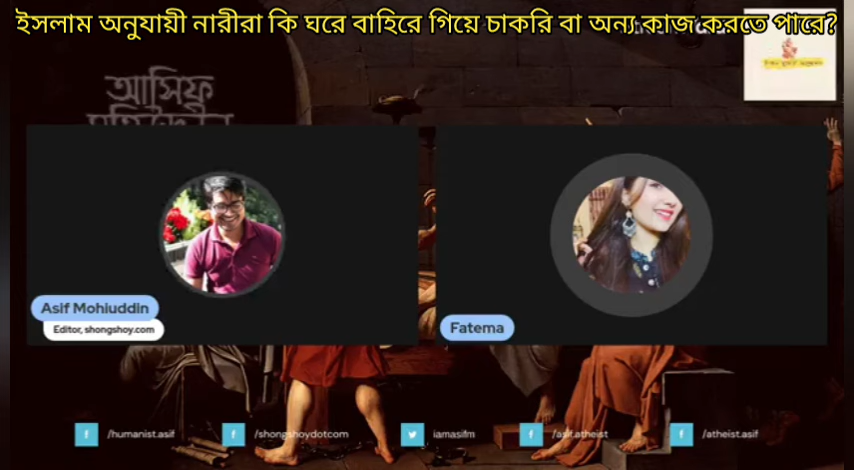 ইসলাম অনুযায়ী নারীরা কি ঘরে বাহিরে গিয়ে চাকরি বা অন্য কাজ করতে পারে?
আসিফ
Asif Mohiuddin
Editor, shongshoy.com
Fatema
/humanist.asif
/shongshoydotcom
iamasifm
/asif.atheist
/atheist.asif